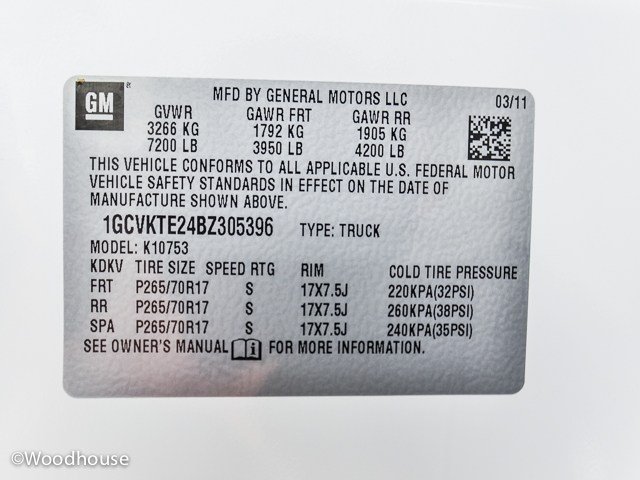 GM ® MFD BY GENERAL MOTORS LLC 03/11
GVWR GAWR FRT GAWR RR
3266 KG 1792 KG 1905 KG
7200 LB 3950 LB 4200 LB
THIS VEHICLE CONFORMS TO ALL APPLICABLE U.S. FEDERAL MOTOR
VEHICLE SAFETY STANDARDS IN EFFECT ON THE DATE OF
MANUFACTURE SHOWN ABOVE.
1GCVKTE24BZ305396 TYPE: TRUCK
MODEL: K10753
KDKV TIRE SIZE SPEED RTG RIM COLD TIRE PRESSURE
FRT P265/70R17 S 17X7.5J 220KPA(32PSI)
RR P265/70R17 S 17X7.5J 260KPA(38PSI)
SPA P265/70R17 S 17X7.5J 240KPA(35PSI)
SEE OWNER'S MANUAL FOR MORE INFORMATION.
©Woodhouse